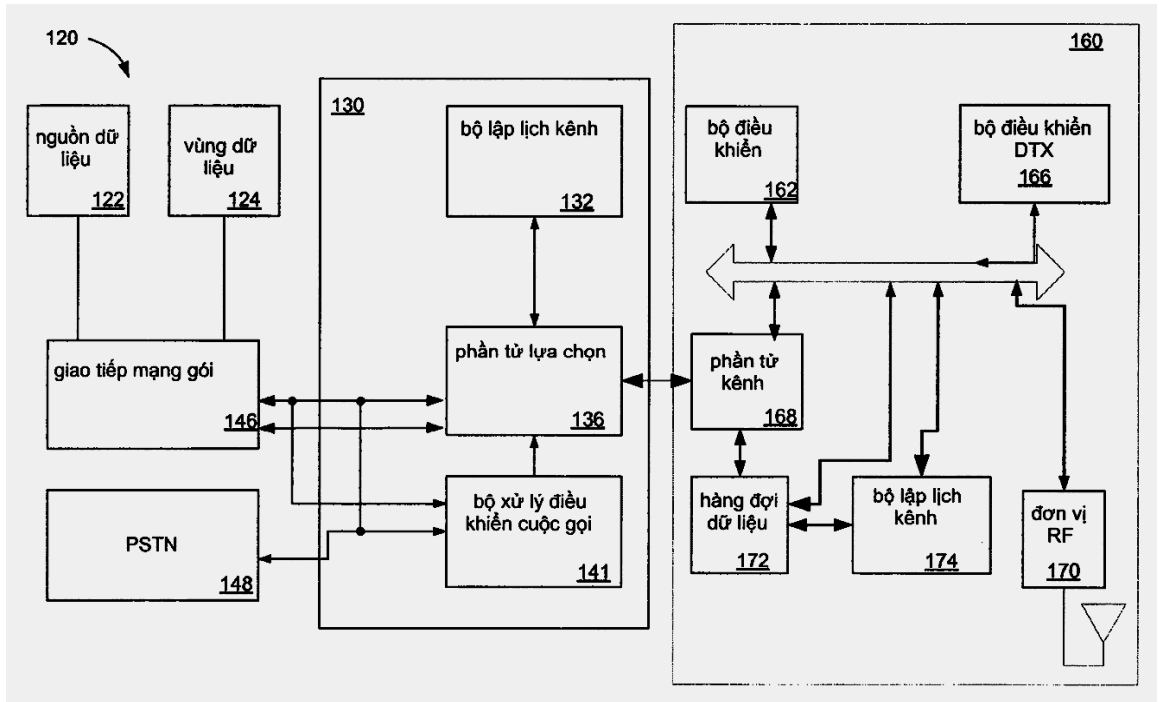 120
160
130
nguồn dữ
liệu
122
vùng dữ
liệu
124
bộ lập lịch kênh
132
bộ điều
khiển
162
bộ điều khiển
DTX
166
giao tiếp mạng gói
146
phần tử lựa chọn
136
phần tử
kênh
168
PSTN
148
bộ xử lý điều
khiển cuộc gọi
141
hàng đợi
dữ liệu
172
bộ lập lịch
kênh
174
đơn vị
RF
170